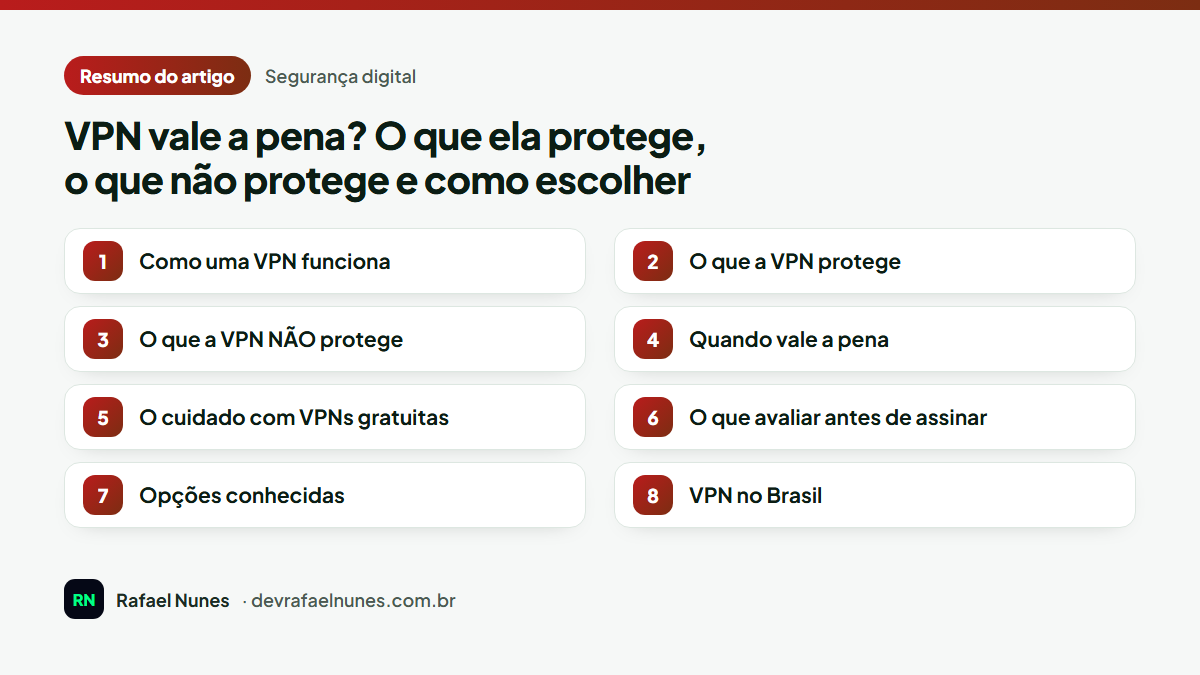 Resumo do artigo
Segurança digital
VPN vale a pena? O que ela protege,
o que não protege e como escolher
1 Como uma VPN funciona
2 O que a VPN protege
3 O que a VPN NÃO protege
4 Quando vale a pena
5 O cuidado com VPNs gratuitas
6 O que avaliar antes de assinar
7 Opções conhecidas
8 VPN no Brasil
RN Rafael Nunes · devrafaelnunes.com.br